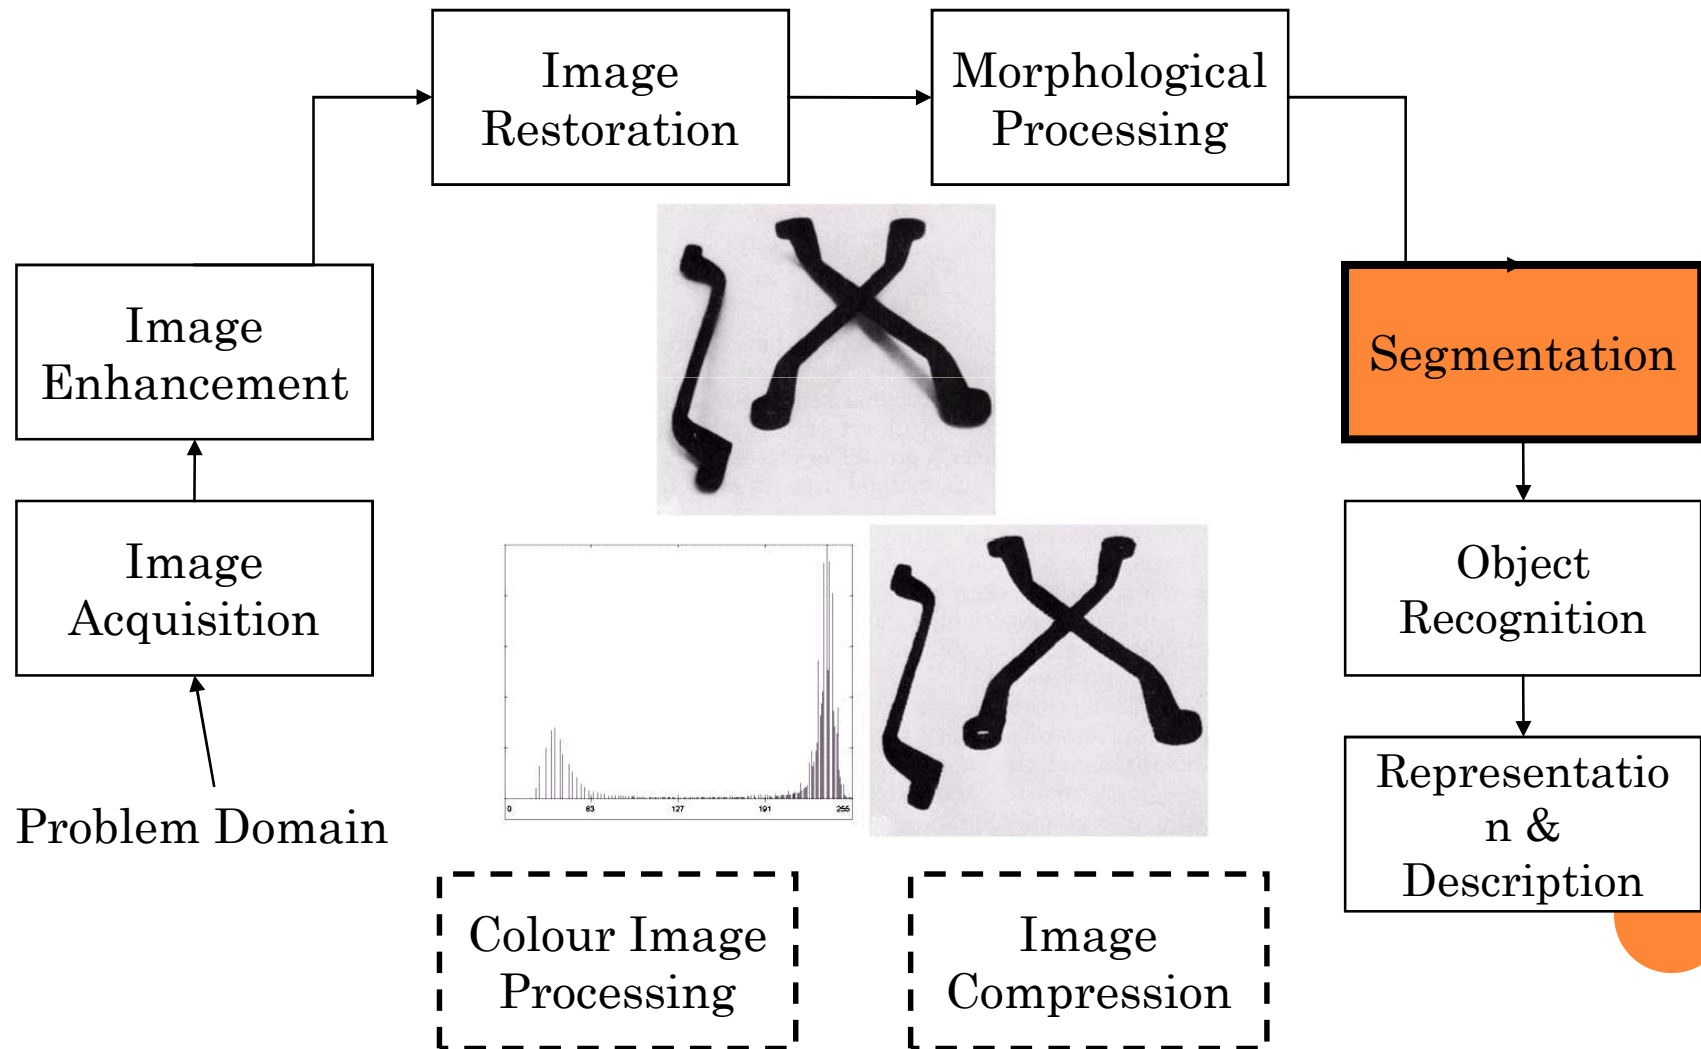 Image
Restoration
Morphological
Processing
Image
Enhancement
Segmentation
Image
Acquisition
Object
Recognition
0
63
127
191
255
Problem Domain
Representatio
n &
Description
Colour Image
Processing
Image
Compression